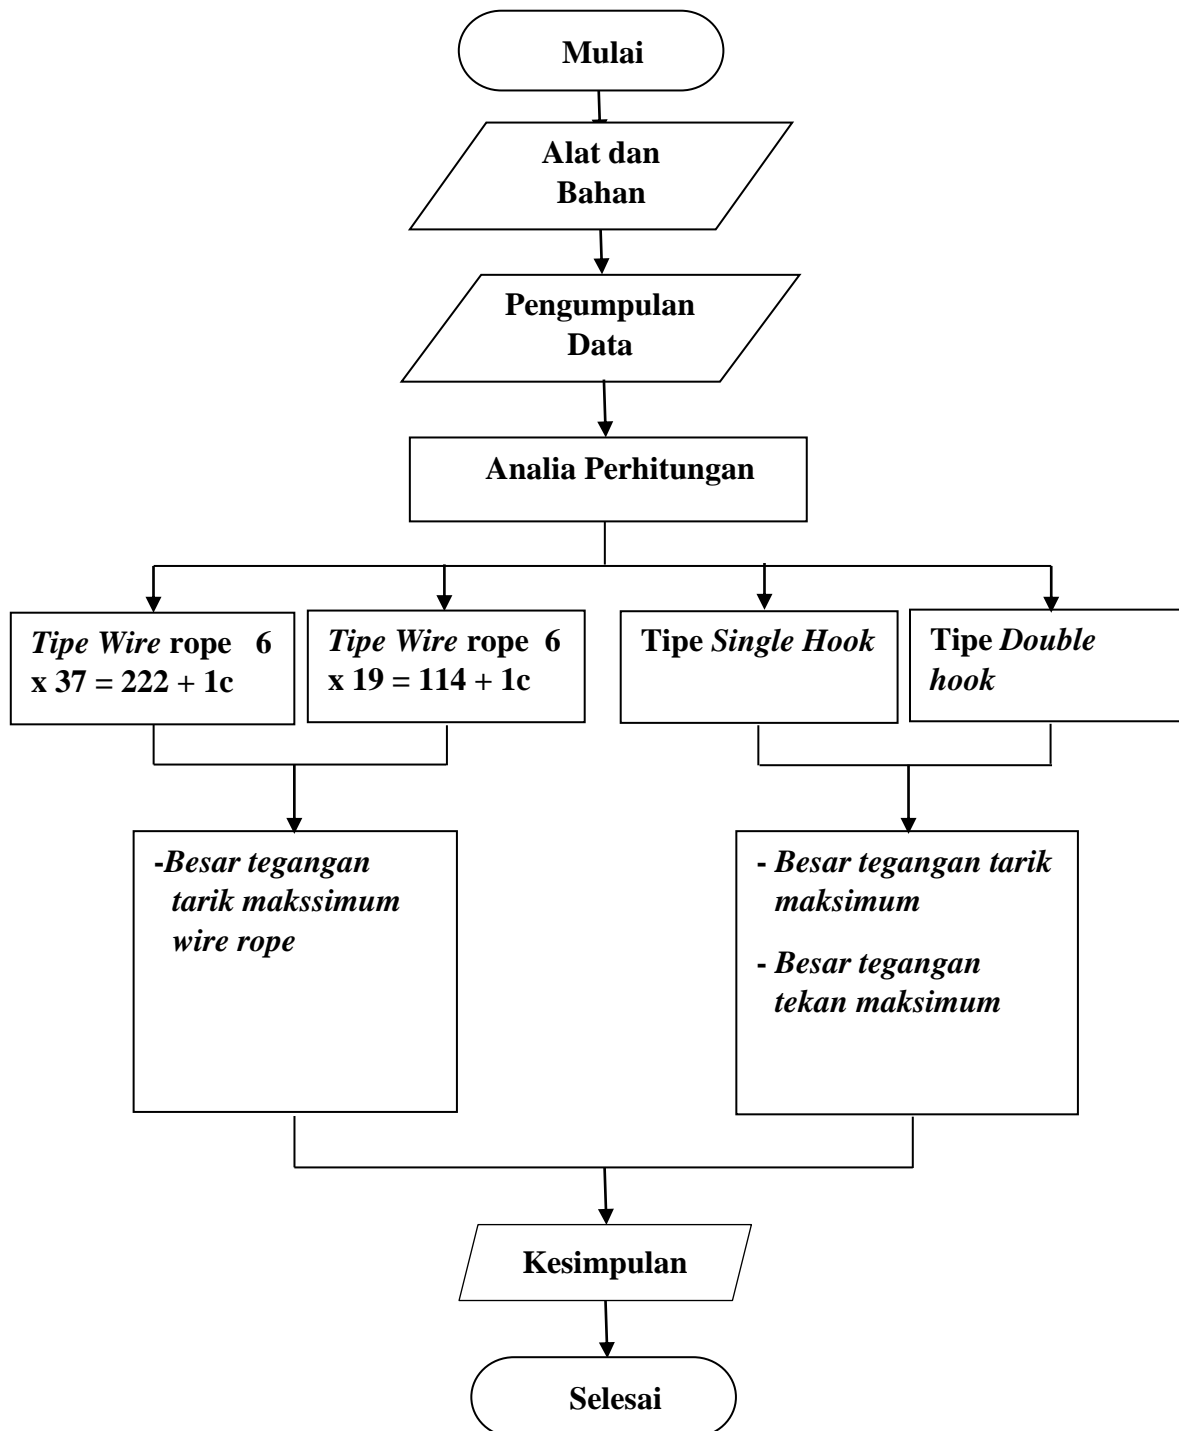 Mulai
Alat dan
Bahan
Pengumpulan
Data
Analia Perhitungan
Tipe Wire rope 6
x 37 = 222 + 1c
Tipe Wire rope 6
x 19 = 114 + 1c
Tipe Single Hook
Tipe Double
hook
-Besar tegangan
tarik makssimum
wire rope
- Besar tegangan tarik
maksimum
- Besar tegangan
tekan maksimum
Kesimpulan
Selesai